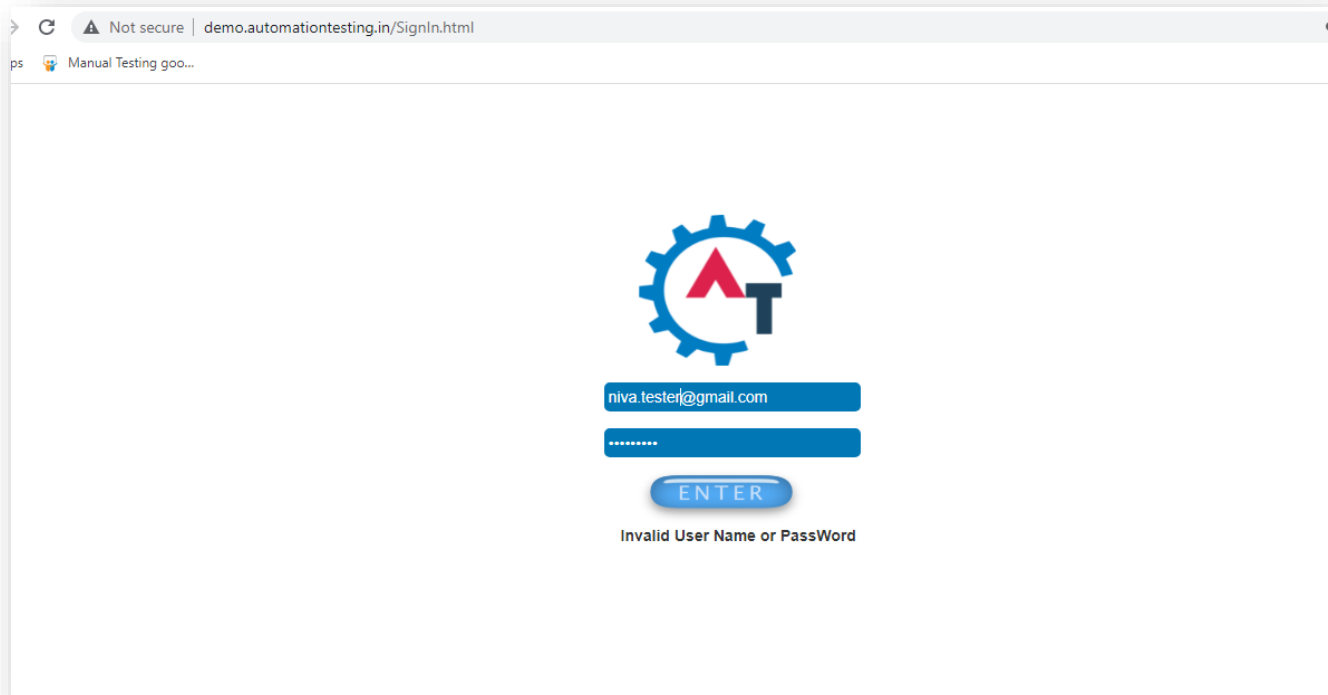 Not secure demo.automationtesting.in/SignIn.html
ps Manual Testing goo...
AT
niva.tester@gmail.com
•••••••••
ENTER
Invalid User Name or PassWord